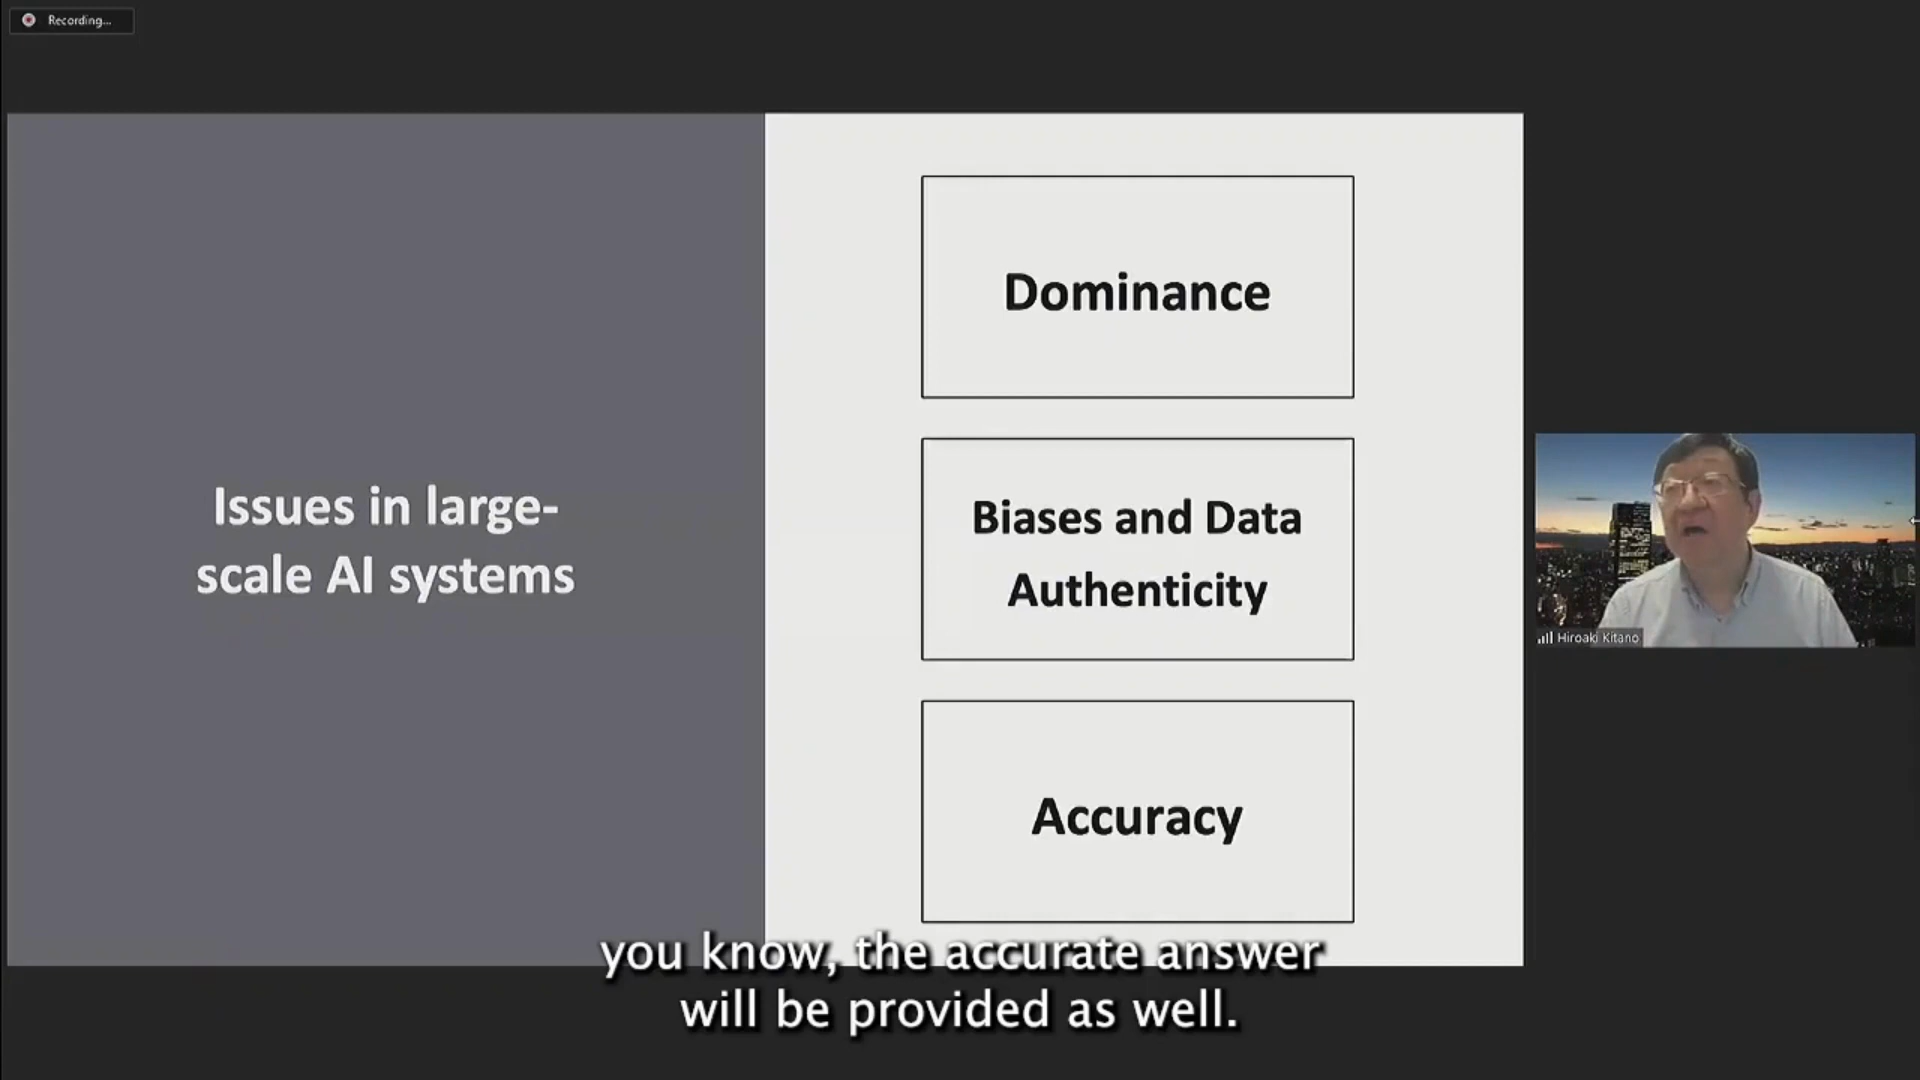 Recording...
Issues in large-
scale AI systems
Dominance
Biases and Data
Authenticity
Accuracy
Hiroaki Kitano
you know, the accurate answer
will be provided as well.